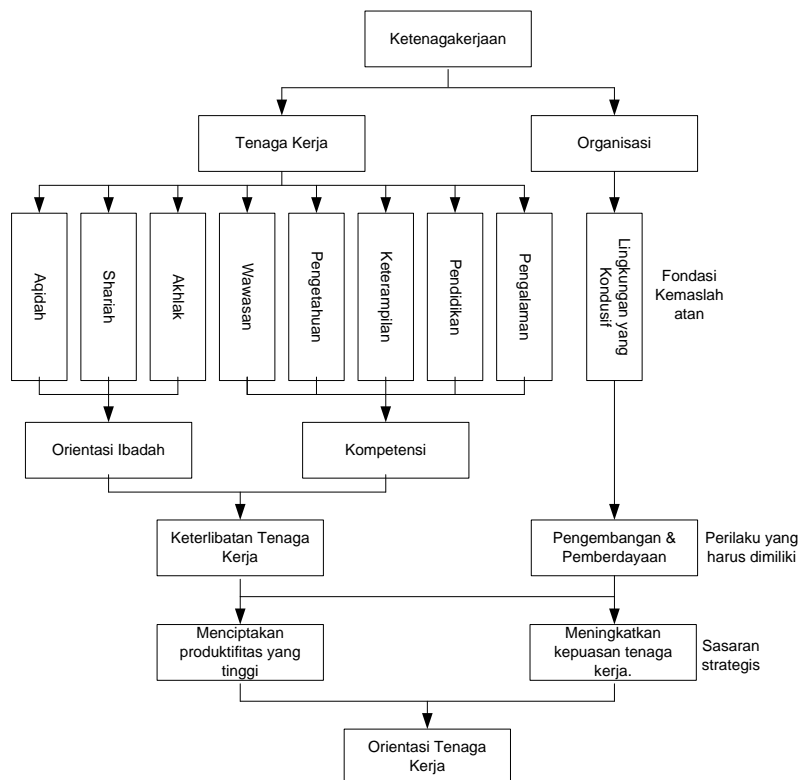 Ketenagakerjaan
Tenaga Kerja
Organisasi
Aqidah
Shariah
Akhlak
Wawasan
Pengetahuan
Keterampilan
Pendidikan
Pengalaman
Lingkungan yang
Kondusif
Fondasi
Kemaslah
atan
Orientasi Ibadah
Kompetensi
Keterlibatan Tenaga
Kerja
Pengembangan &
Pemberdayaan
Perilaku yang
harus dimiliki
Menciptakan
produktifitas yang
tinggi
Meningkatkan
kepuasan tenaga
kerja.
Sasaran
strategis
Orientasi Tenaga
Kerja